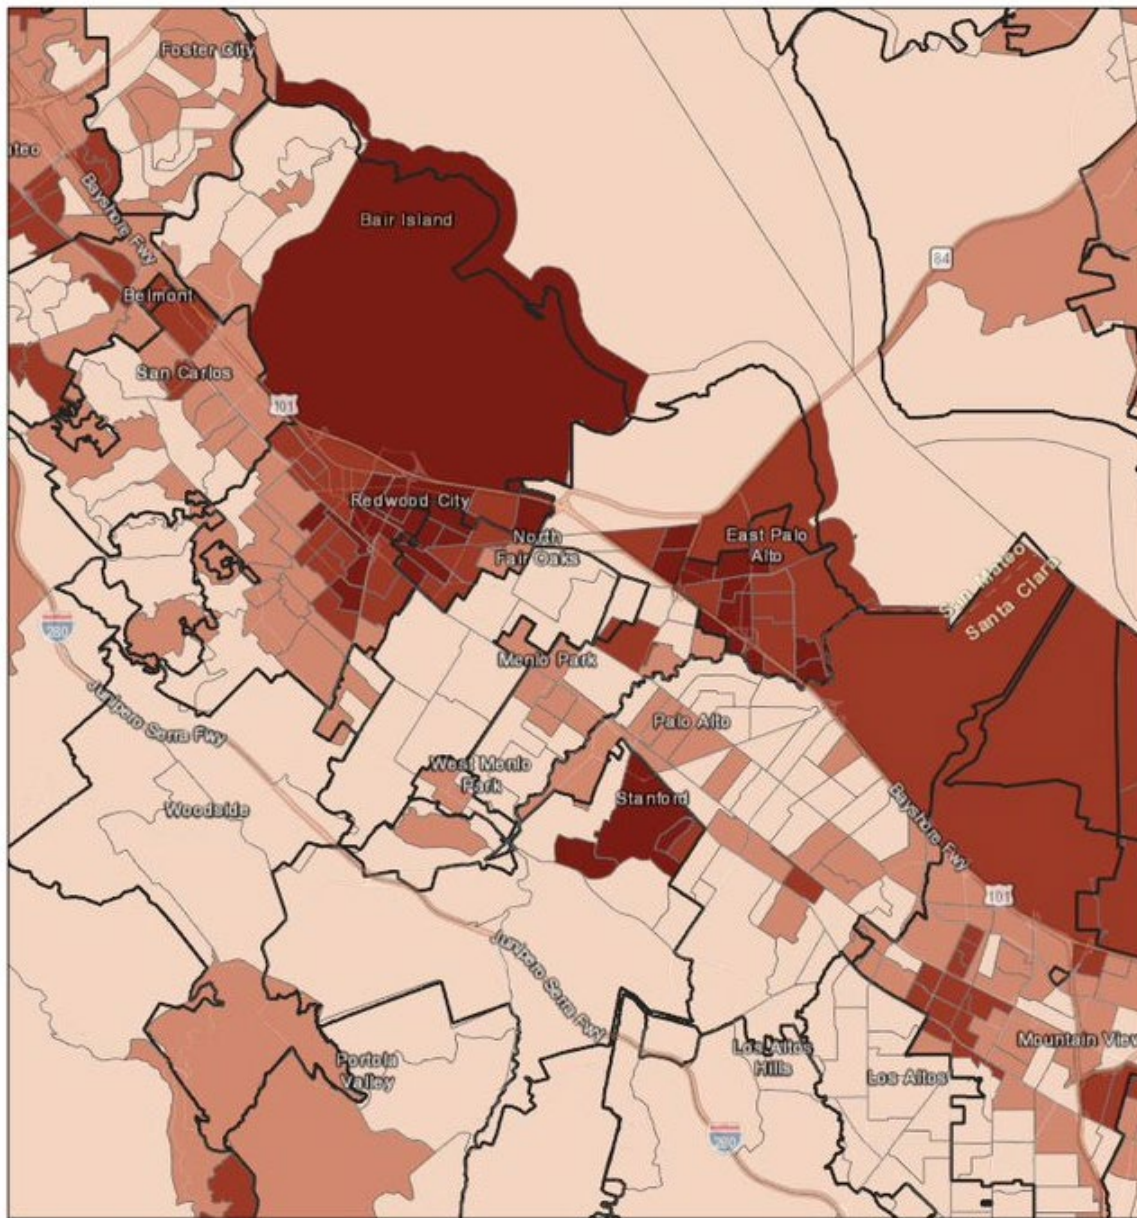 Foster City
ateo
Bayshore Fwy
Bair Island
84
Belmont
San Carlos
101
Redwood City
North
Fair Oaks
East Palo
Alto
San Mateo
Santa Clara
280
Menlo Park
Junipero Serra Fwy
Palo Alto
West Menlo
Park
Stanford
Woodside
Bayshore Fwy
101
Junipero Serra Fwy
Portola
Valley
Los Altos
Hills
Los Altos
Mountain View
280